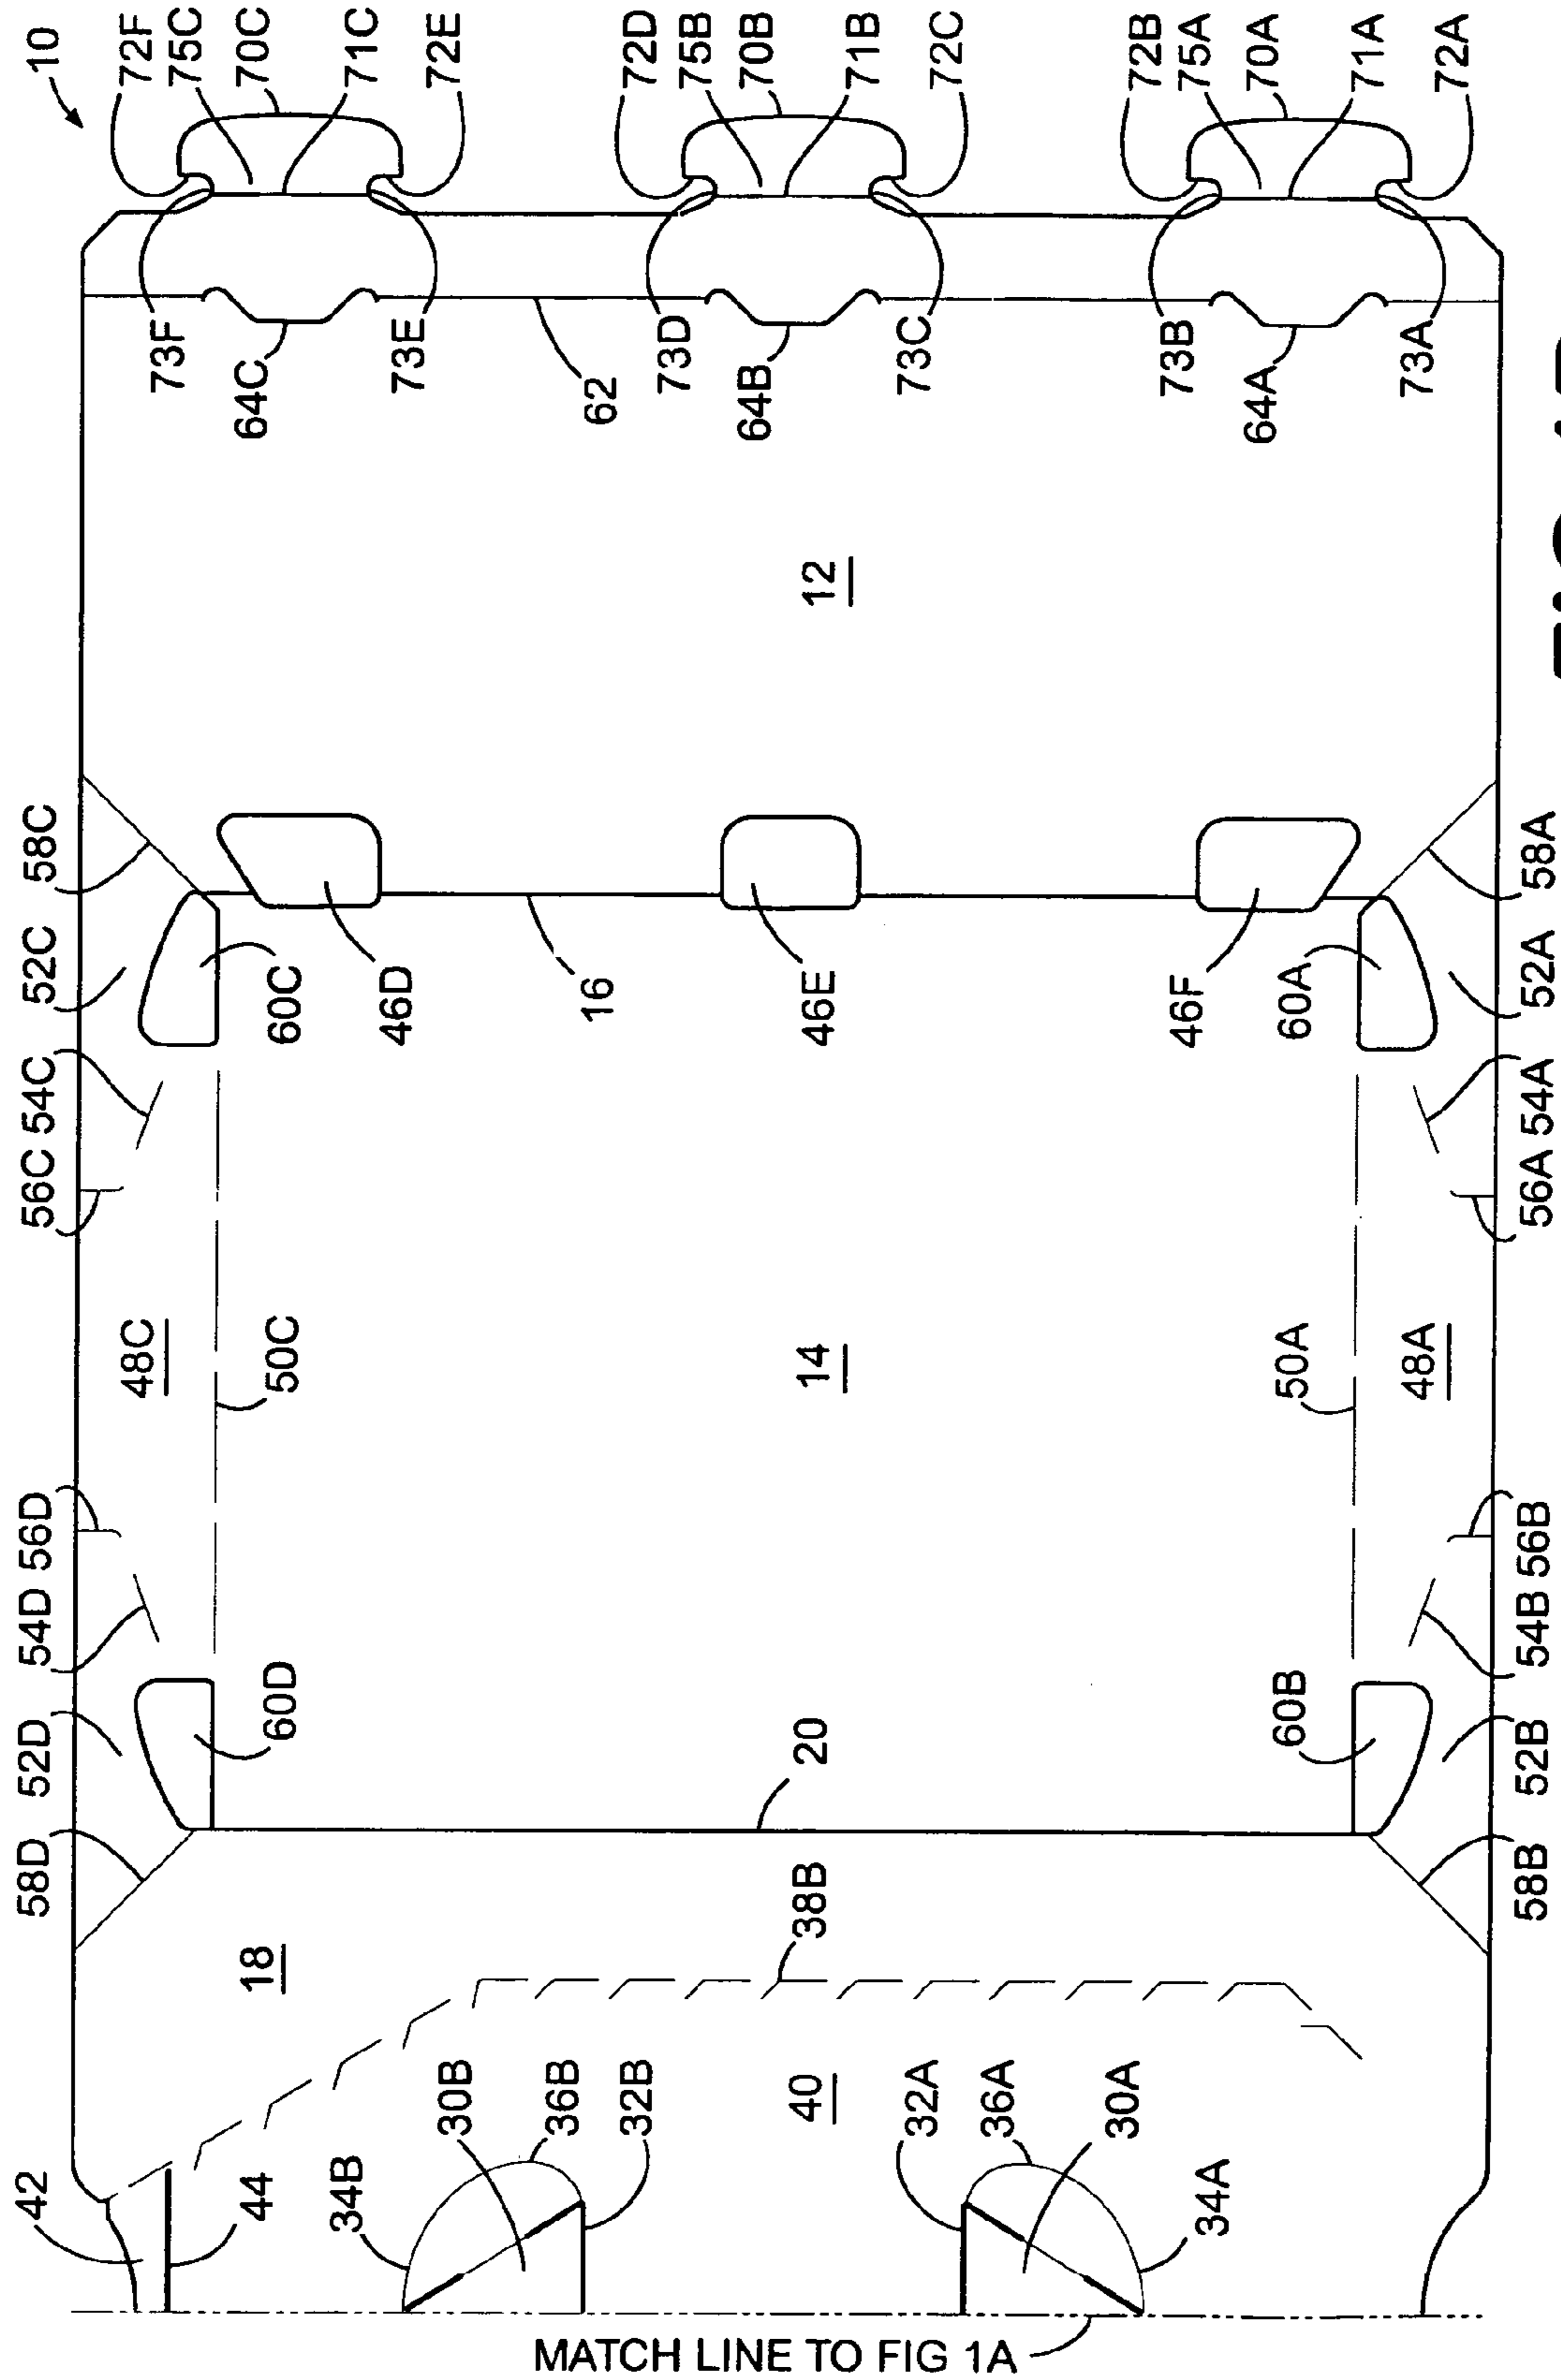 10
72F
75C
70C
71C
72E
72D
75B
70B
71B
72C
72B
75A
70A
71A
72A
73F
64C
73E
62
73D
64B
73C
73B
64A
73A
12
58C
52C
54C
56C
60C
46D
16
46E
46F
60A
58A
52A
54A
56A
48C
50C
14
50A
48A
56D
54D
52D
58D
60D
20
60B
56B
54B
52B
58B
18
38B
42
44
34B
30B
36B
32B
40
32A
36A
30A
34A
MATCH LINE TO FIG 1A